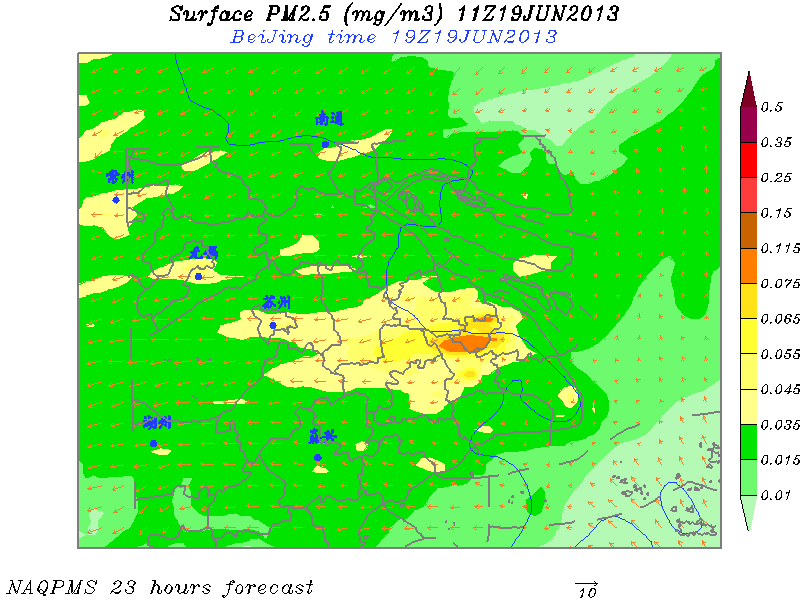 Surface PM2.5 (mg/m3) 11Z19JUN2013
BeiJing time 19Z19JUN2013
南通
常州
无锡
苏州
湖州
嘉兴
0.5
0.35
0.25
0.15
0.115
0.075
0.065
0.055
0.045
0.035
0.015
0.01
NAQPMS 23 hours forecast
10